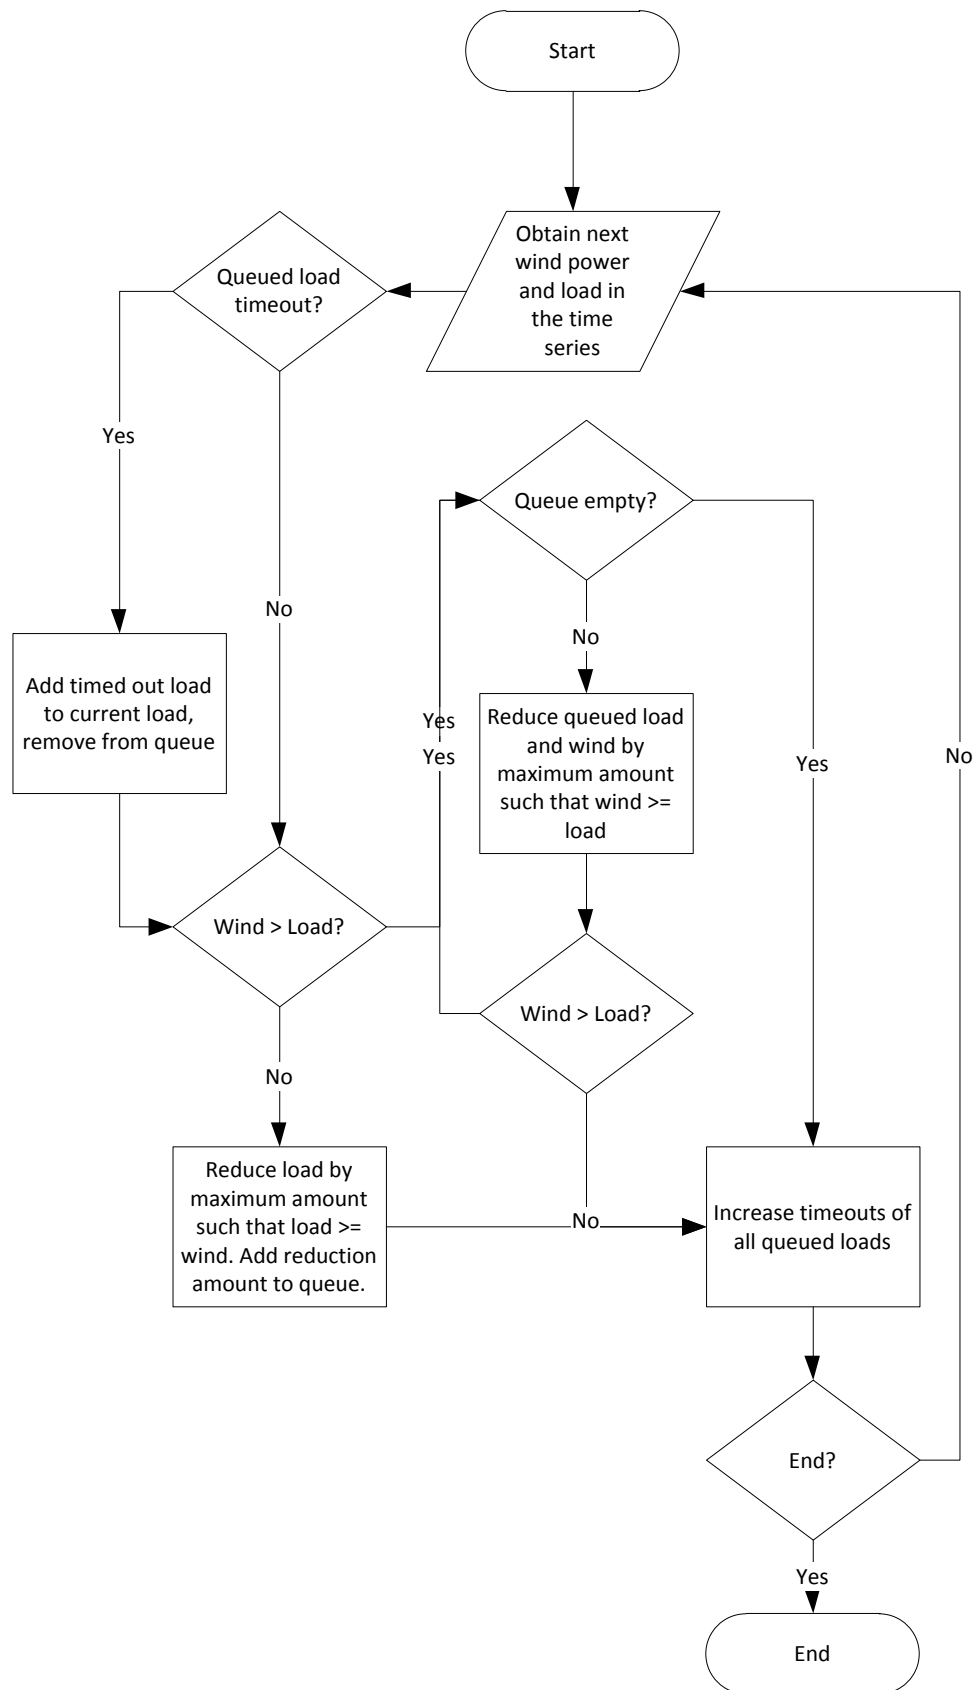 Start
Obtain next
wind power
and load in
the time
series
Queued load
timeout?
Yes
No
Queue empty?
No
Yes
No
Add timed out load
to current load,
remove from queue
Yes
Yes
Reduce queued load
and wind by
maximum amount
such that wind >=
load
Wind > Load?
Wind > Load?
No
No
Reduce load by
maximum amount
such that load >=
wind. Add reduction
amount to queue.
Increase timeouts of
all queued loads
End?
Yes
End